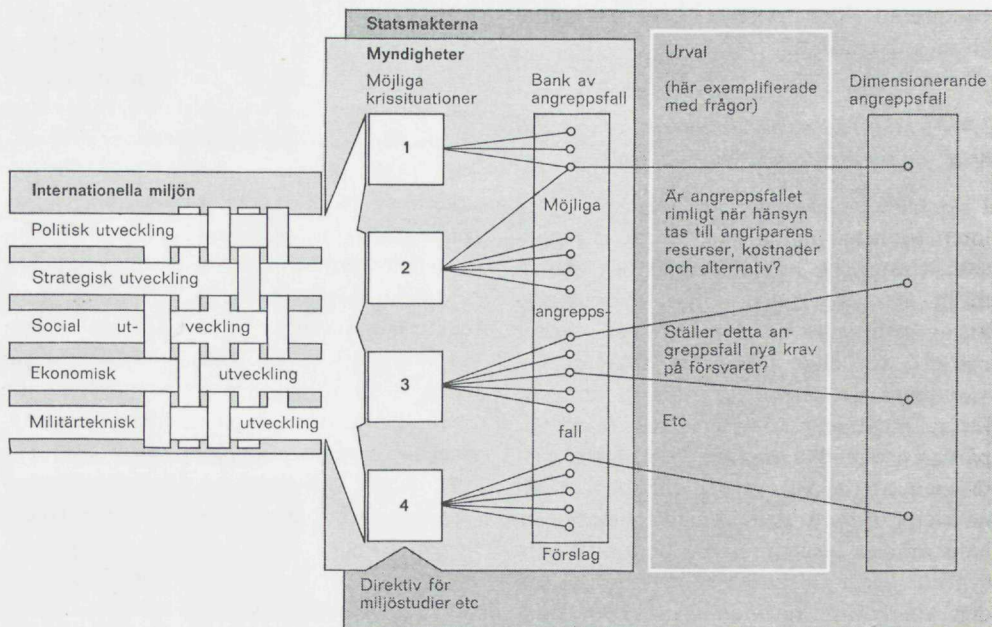 Statsmakterna
Myndigheter
Möjliga
krissituationer
Bank av
angreppsfall
Urval
(här exemplifierade
med frågor)
Dimensionerande
angreppsfall
Internationella miljön
Politisk utveckling
Strategisk utveckling
Social ut- veckling
Ekonomisk utveckling
Militärteknisk utveckling
1
2
3
4
Möjliga
angrepps-
fall
Förslag
Är angreppsfallet
rimligt när hänsyn
tas till angriparens
resurser, kostnader
och alternativ?
Ställer detta an-
greppsfall nya krav
på försvaret?
Etc
Direktiv för
miljöstudier etc